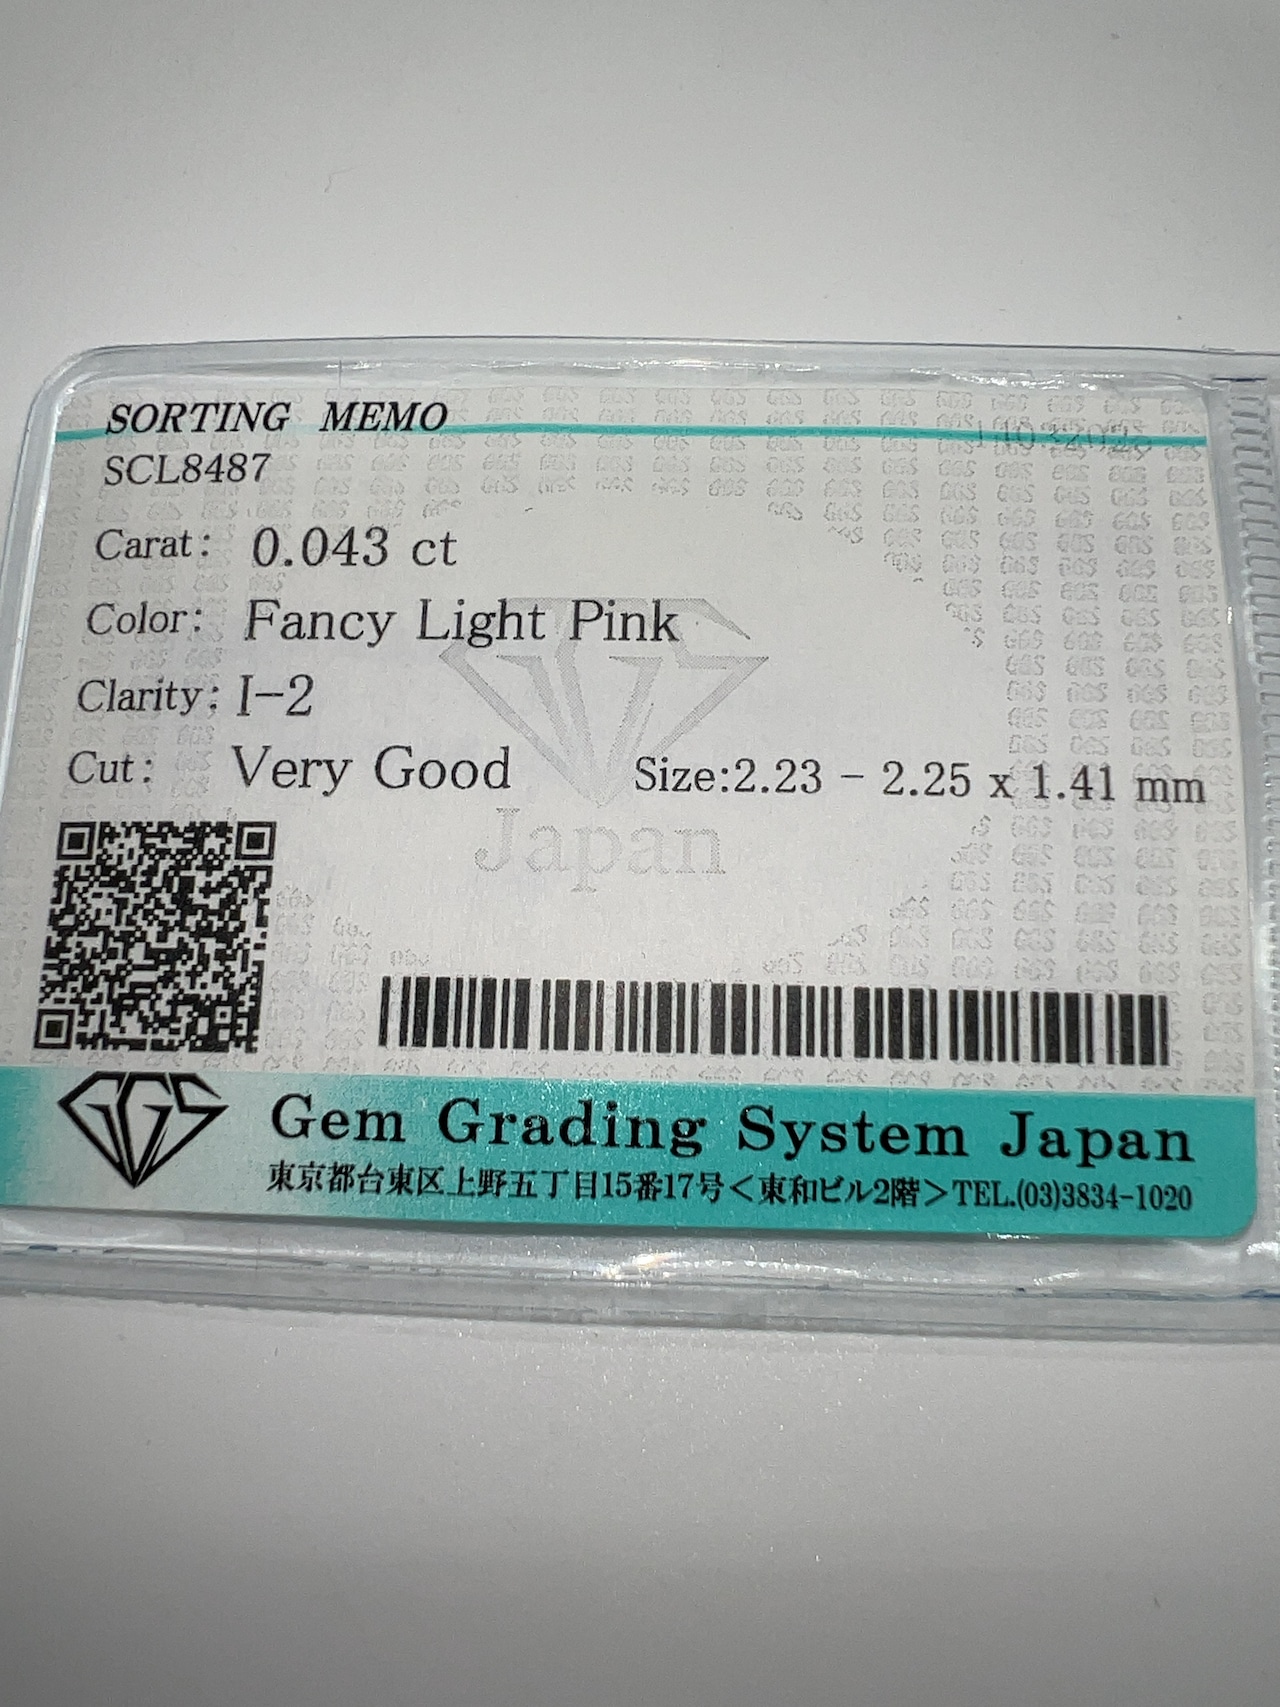 SORTING MEMO
SCL8487
Carat: 0.043 ct
Color: Fancy Light Pink
Clarity: I-2
Cut: Very Good Size:2.23 - 2.25 x 1.41 mm
GGS
Japan
GGS
Gem Grading System Japan
東京都台東区上野五丁目15番17号<東和ビル2階>TEL.(03)3834-1020